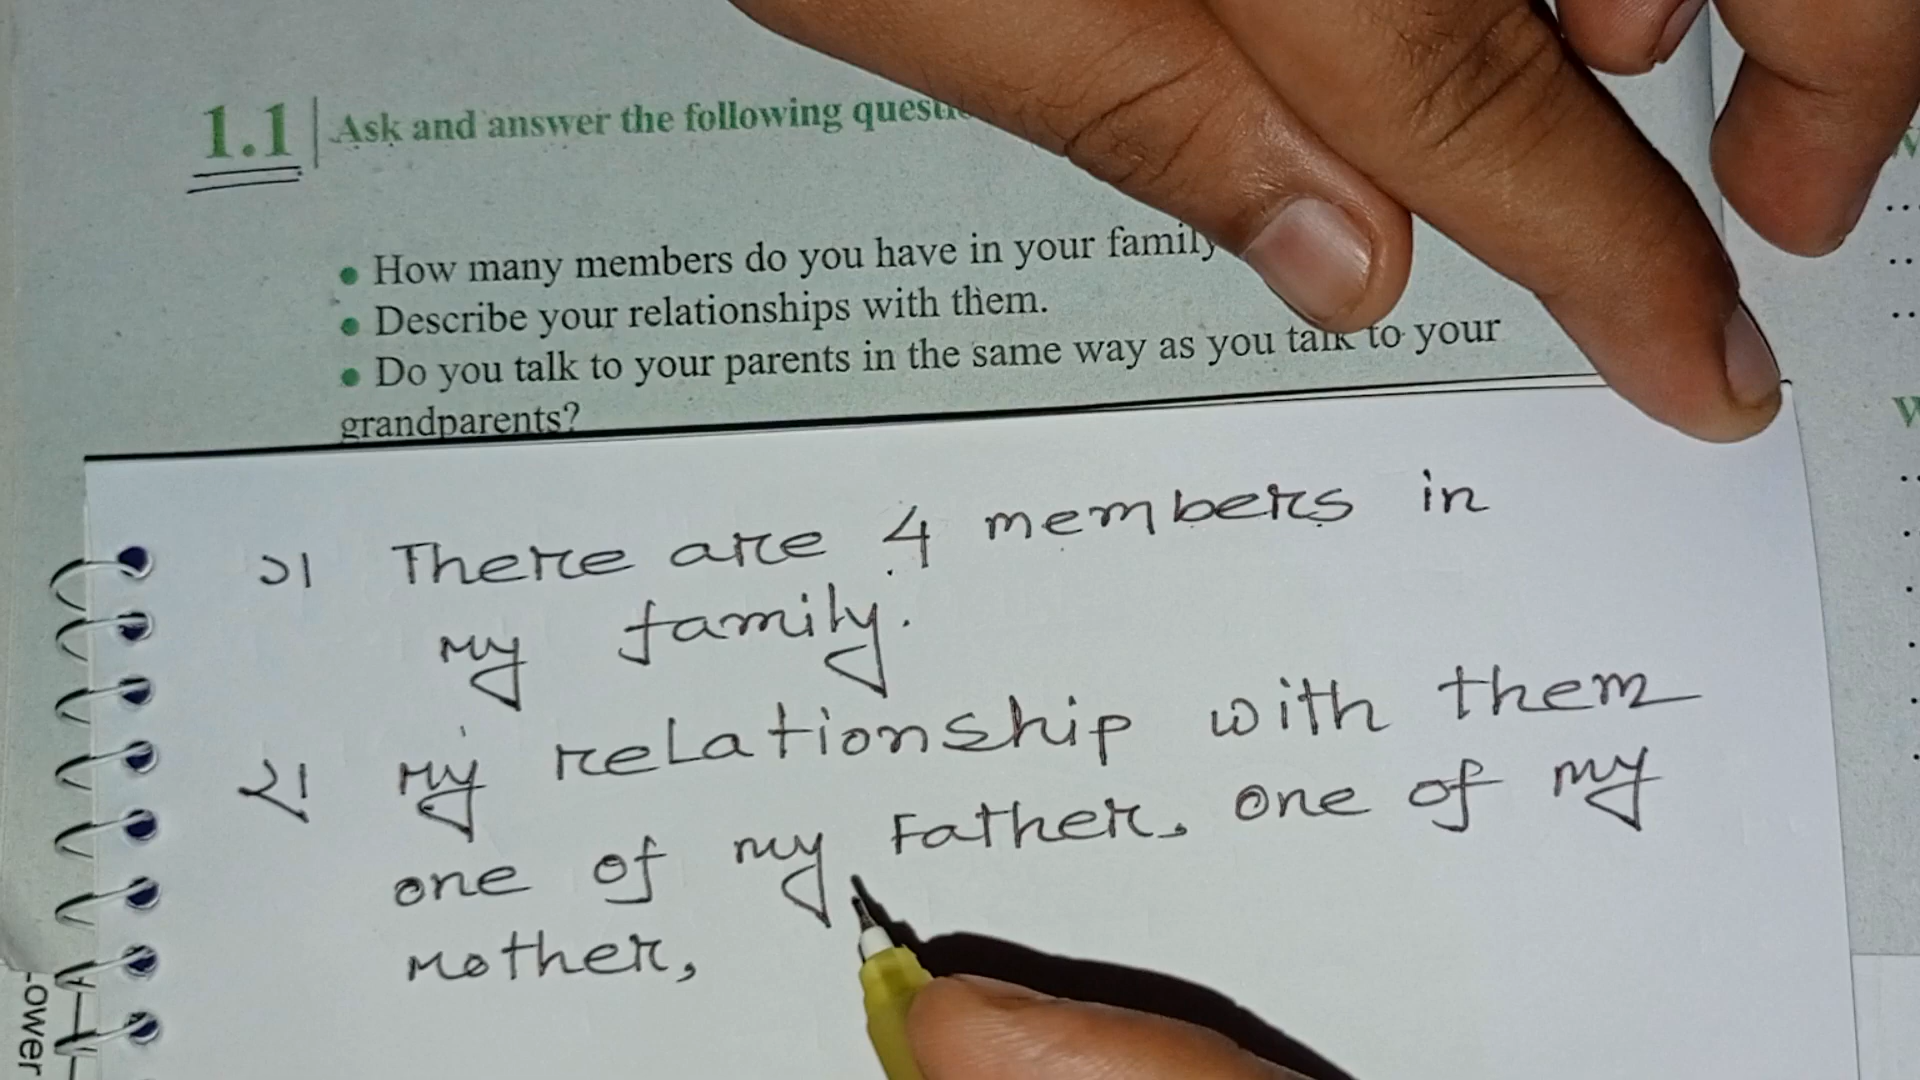 1.1 Ask and answer the following
How many members do you have in your family
Describe your relationships with them.
Do you talk to your parents in the same way as you talk to your
grandparents?
১। There are 4 members in
my family.
২। My relationship with them
one of my Father, one of my
Mother,
ower